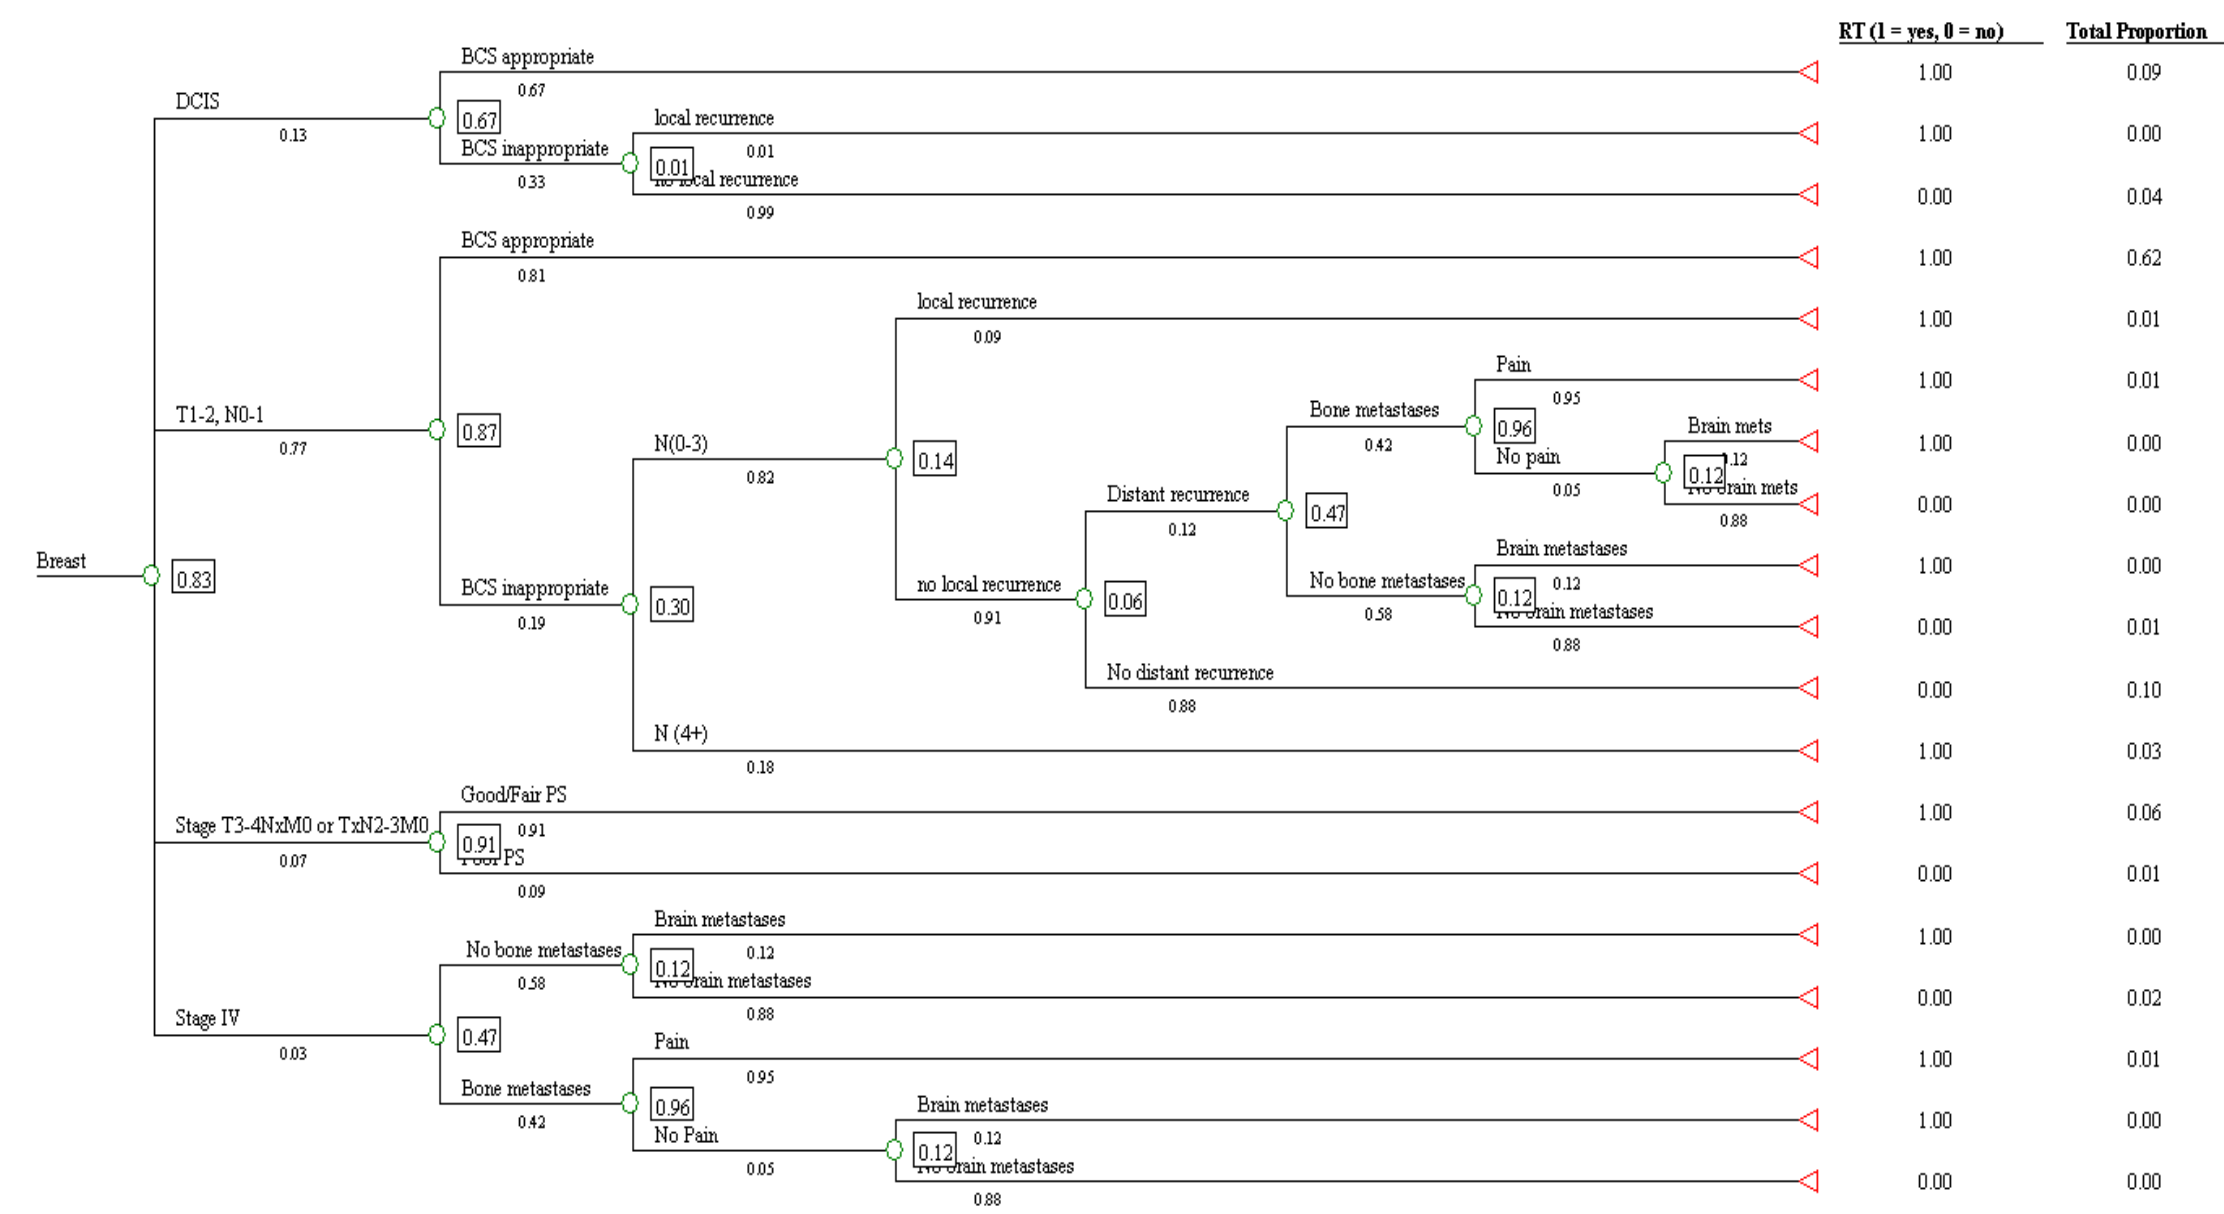 RT (1 = yes, 0 = no) Total Proportion
BCS appropriate
0.67
1.00 0.09
DCIS
0.13
0.67
local recurrence
0.01
1.00 0.00
BCS inappropriate
0.33
0.01
local recurrence
0.99
0.00 0.04
BCS appropriate
0.81
1.00 0.62
local recurrence
0.09
1.00 0.01
Pain
0.95
1.00 0.01
T1-2, N0-1
0.77
0.87
N(0-3)
0.82
0.14
Bone metastases
0.42
0.96
Brain mets
.12
1.00 0.00
No pain
0.05
0.12
mets
0.88
0.00 0.00
Distant recurrence
0.12
0.47
Brain metastases
0.12
1.00 0.00
Breast
0.83
BCS inappropriate
0.19
0.30
no local recurrence
0.91
0.06
No bone metastases
0.58
0.12
metastases
0.88
0.00 0.01
No distant recurrence
0.88
0.00 0.10
N (4+)
0.18
1.00 0.03
Good/Fair PS
0.91
1.00 0.06
Stage T3-4NxM0 or TxN2-3M0
0.07
0.91
PS
0.09
0.00 0.01
Brain metastases
0.12
1.00 0.00
No bone metastases
0.58
0.12
metastases
0.88
0.00 0.02
Stage IV
0.03
0.47
Pain
0.95
1.00 0.01
Bone metastases
0.42
0.96
Brain metastases
0.12
1.00 0.00
No Pain
0.05
0.12
metastases
0.88
0.00 0.00